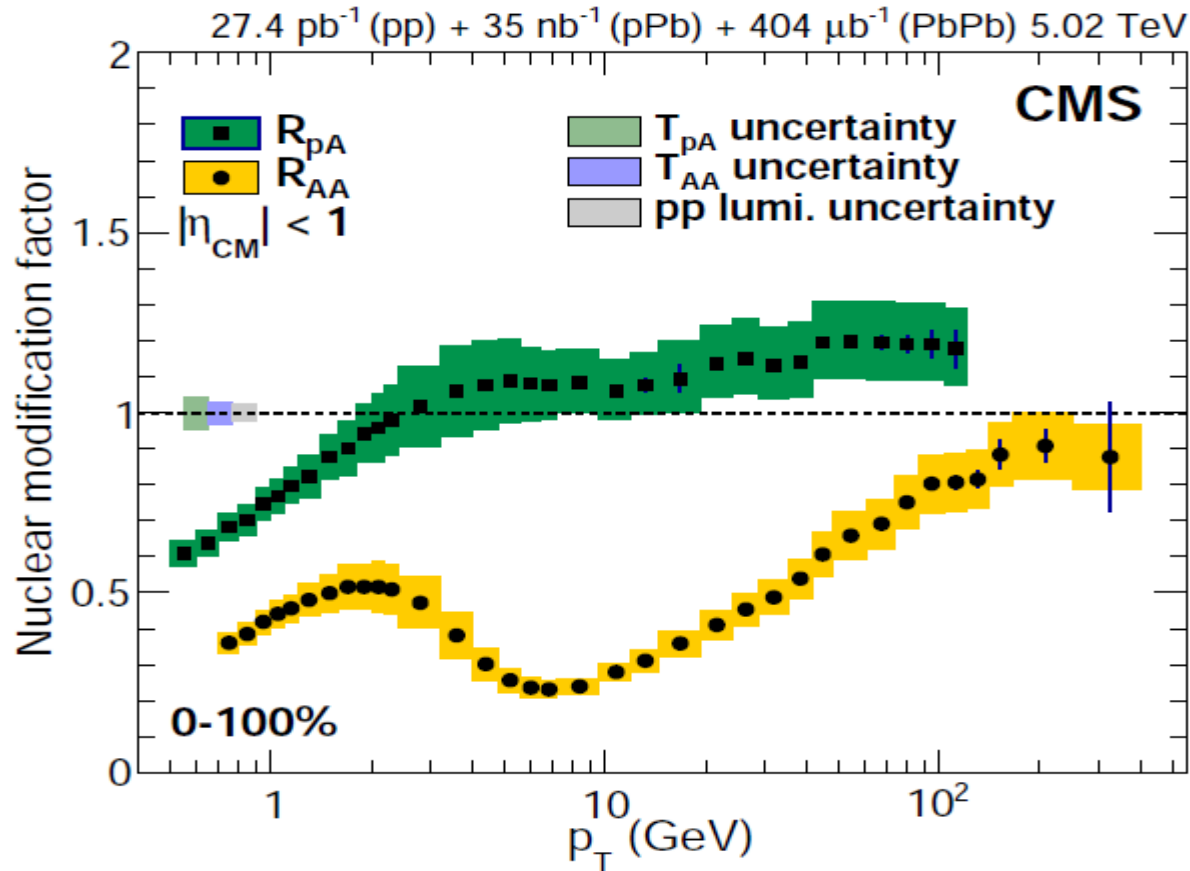 27.4 pb⁻¹ (pp) + 35 nb⁻¹ (pPb) + 404 μb⁻¹ (PbPb) 5.02 TeV
CMS
R_pA
R_AA
|η_CM| < 1
T_pA uncertainty
T_AA uncertainty
pp lumi. uncertainty
Nuclear modification factor
2
1.5
1
0.5
0
0-100%
1
10
10²
p_T (GeV)